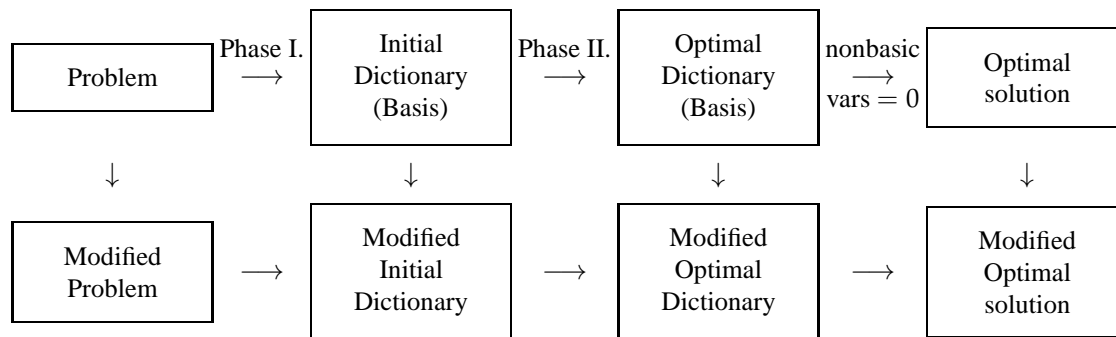 Problem
Phase I.
→
Initial
Dictionary
(Basis)
Phase II.
→
Optimal
Dictionary
(Basis)
nonbasic
→
vars = 0
Optimal
solution
↓ ↓ ↓ ↓
Modified
Problem
→
Modified
Initial
Dictionary
→
Modified
Optimal
Dictionary
→
Modified
Optimal
solution